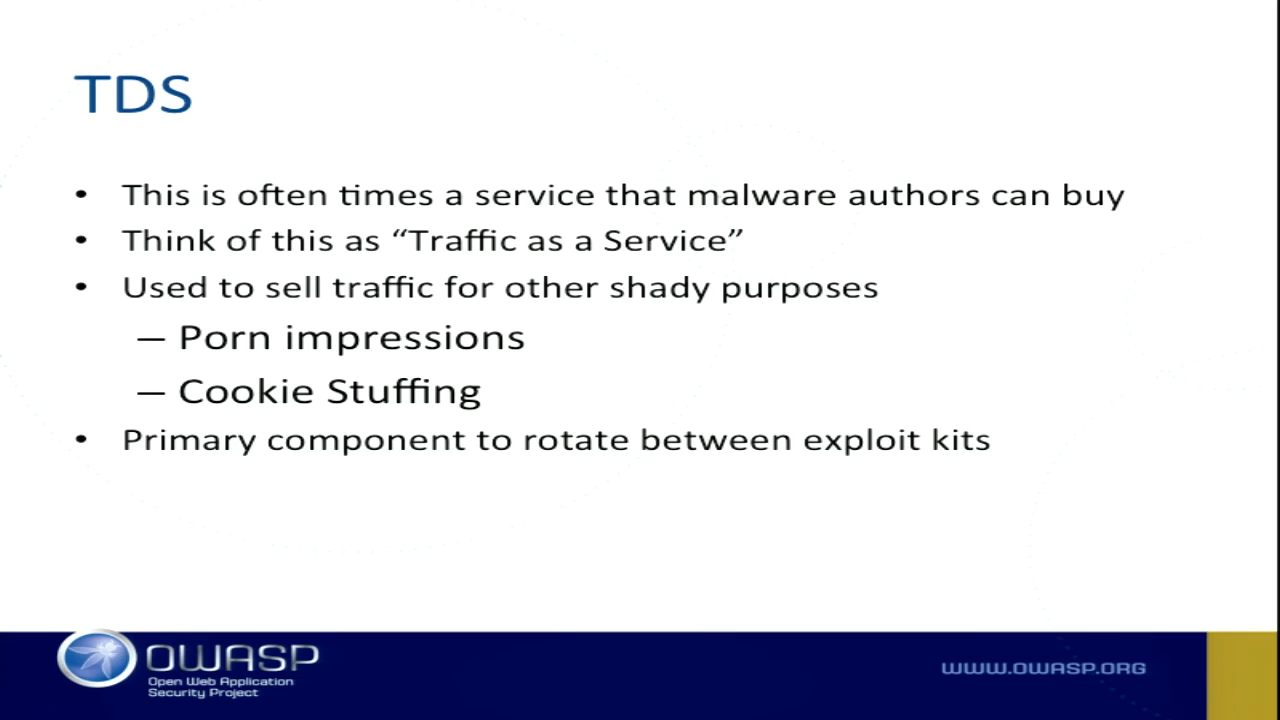 TDS
• This is often times a service that malware authors can buy
• Think of this as “Traffic as a Service”
• Used to sell traffic for other shady purposes
– Porn impressions
– Cookie Stuffing
• Primary component to rotate between exploit kits
OWASP
Open Web Application
Security Project
WWW.OWASP.ORG